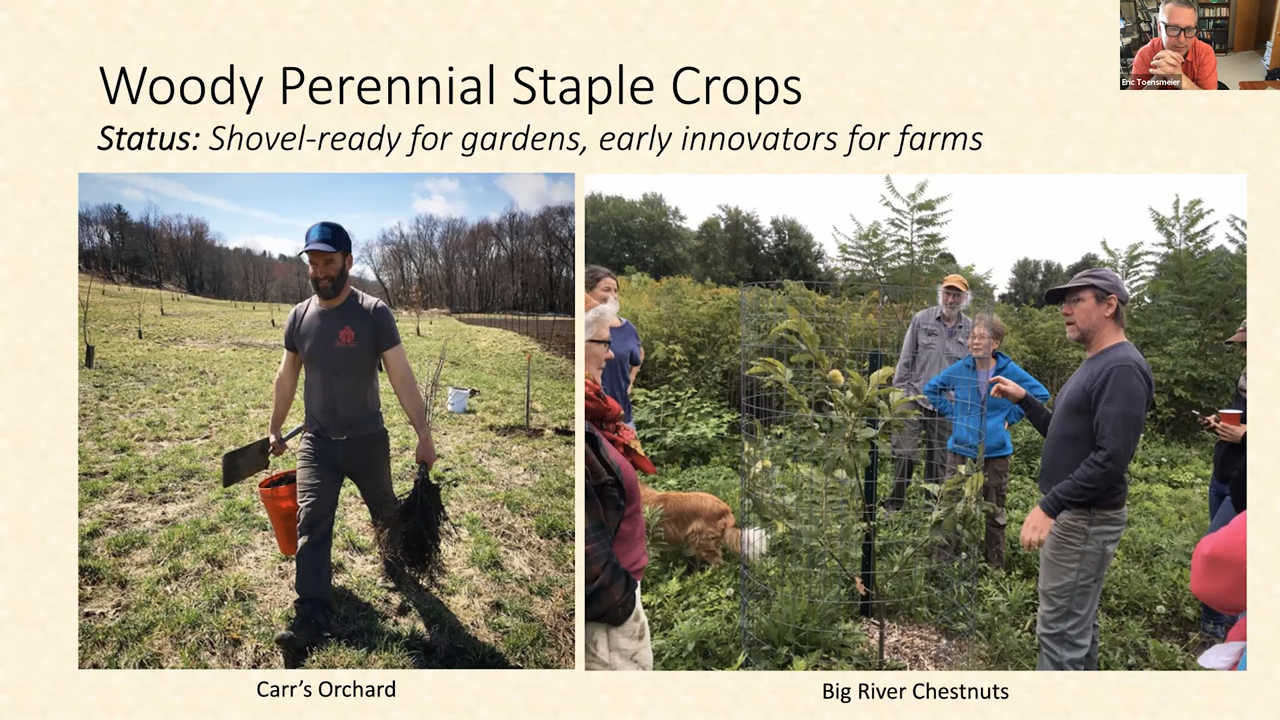 Woody Perennial Staple Crops
Status: Shovel-ready for gardens, early innovators for farms
Eric Toensmeier
Carr's Orchard
Big River Chestnuts